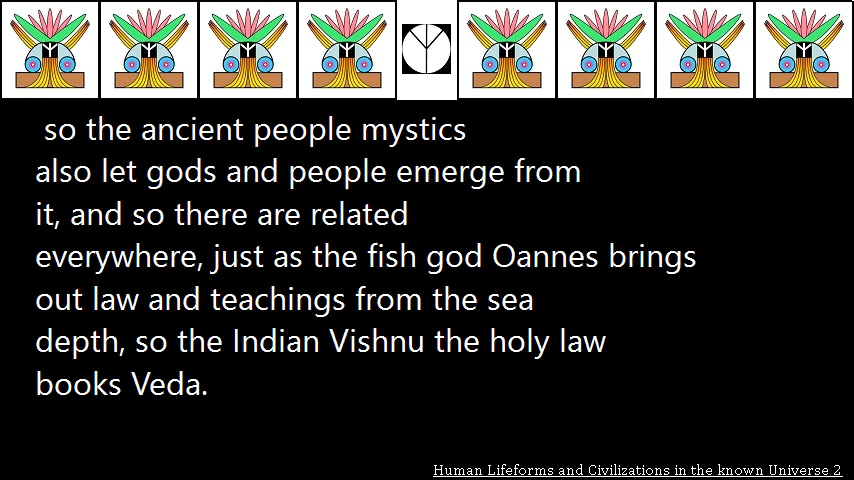 so the ancient people mystics
also let gods and people emerge from
it, and so there are related
everywhere, just as the fish god Oannes brings
out law and teachings from the sea
depth, so the Indian Vishnu the holy law
books Veda.
Human Lifeforms and Civilizations in the known Universe 2